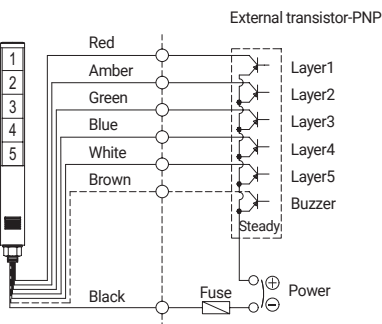 External transistor-PNP
Red
1
Layer1
Amber
2
Layer2
Green
3
Layer3
Blue
4
Layer4
White
5
Layer5
Brown
Buzzer
Steady
Black
Fuse
Power